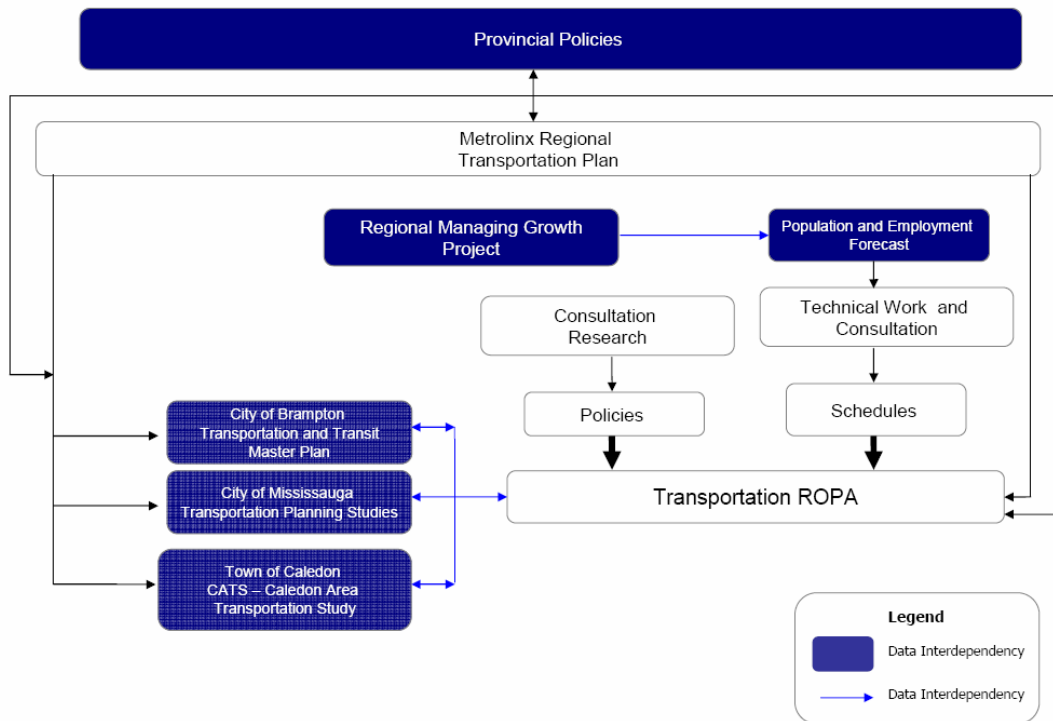 Provincial Policies
Metrolinx Regional
Transportation Plan
Regional Managing Growth
Project
Population and Employment
Forecast
Consultation
Research
Technical Work and
Consultation
Policies
Schedules
City of Brampton
Transportation and Transit
Master Plan
City of Mississauga
Transportation Planning Studies
Transportation ROPA
Town of Caledon
CATS – Caledon Area
Transportation Study
Legend
Data Interdependency
Data Interdependency